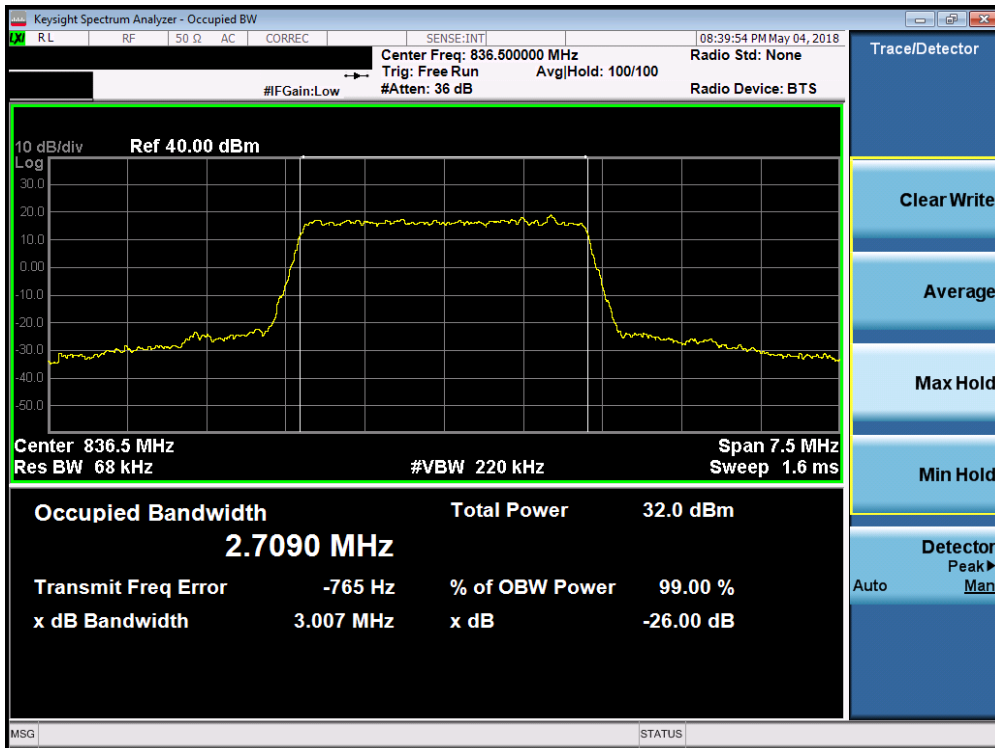 Keysight Spectrum Analyzer - Occupied BW
LXI RL RF 50 Ω AC CORREC SENSE:INT 08:39:54 PM May 04, 2018
Center Freq: 836.500000 MHz Radio Std: None
Trig: Free Run Avg|Hold: 100/100
#IFGain:Low #Atten: 36 dB Radio Device: BTS
Trace/Detector
10 dB/div Ref 40.00 dBm
Log
30.0
20.0
10.0
0.00
-10.0
-20.0
-30.0
-40.0
-50.0
Center 836.5 MHz Span 7.5 MHz
Res BW 68 kHz #VBW 220 kHz Sweep 1.6 ms
Occupied Bandwidth Total Power 32.0 dBm
2.7090 MHz
Transmit Freq Error -765 Hz % of OBW Power 99.00 %
x dB Bandwidth 3.007 MHz x dB -26.00 dB
Clear Write
Average
Max Hold
Min Hold
Detector
Peak▶
Auto Man
MSG STATUS